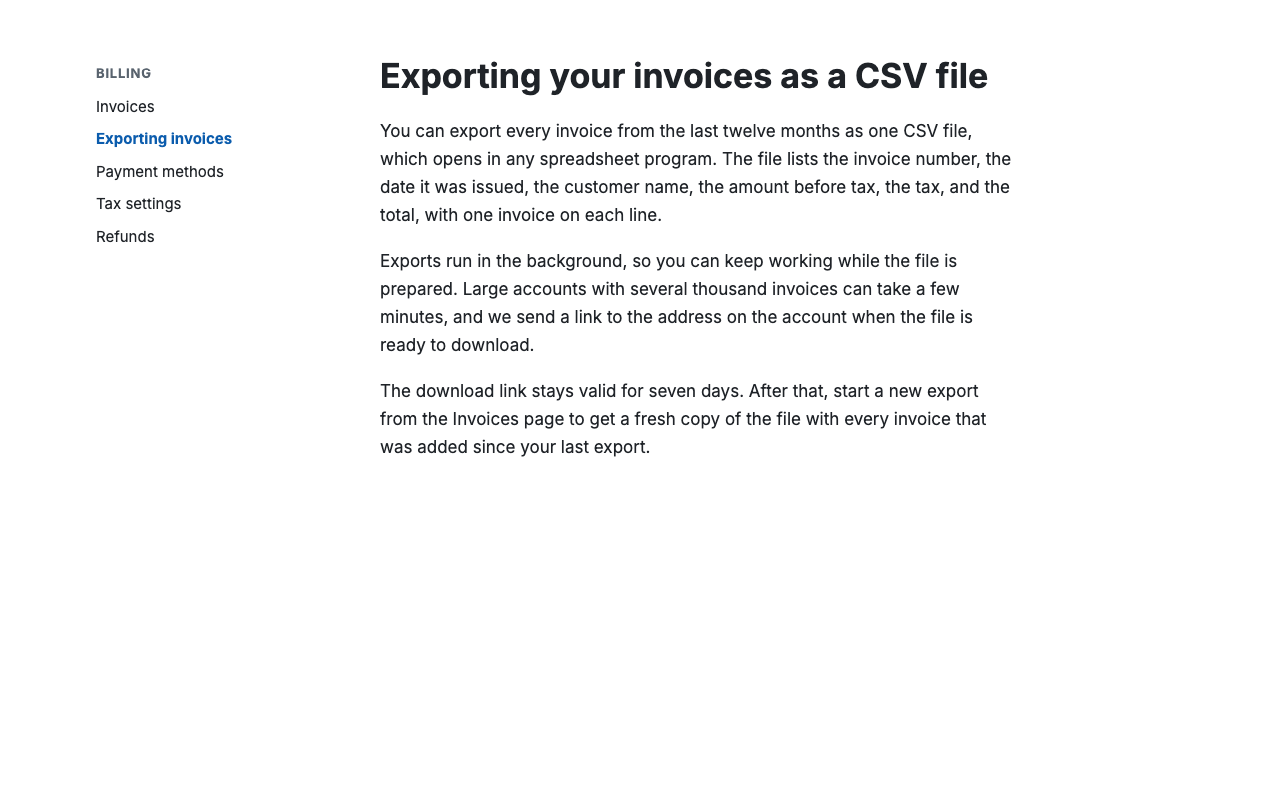 BILLING
Invoices
Exporting invoices
Payment methods
Tax settings
Refunds
Exporting your invoices as a CSV file
You can export every invoice from the last twelve months as one CSV file,
which opens in any spreadsheet program. The file lists the invoice number, the
date it was issued, the customer name, the amount before tax, the tax, and the
total, with one invoice on each line.
Exports run in the background, so you can keep working while the file is
prepared. Large accounts with several thousand invoices can take a few
minutes, and we send a link to the address on the account when the file is
ready to download.
The download link stays valid for seven days. After that, start a new export
from the Invoices page to get a fresh copy of the file with every invoice that
was added since your last export.